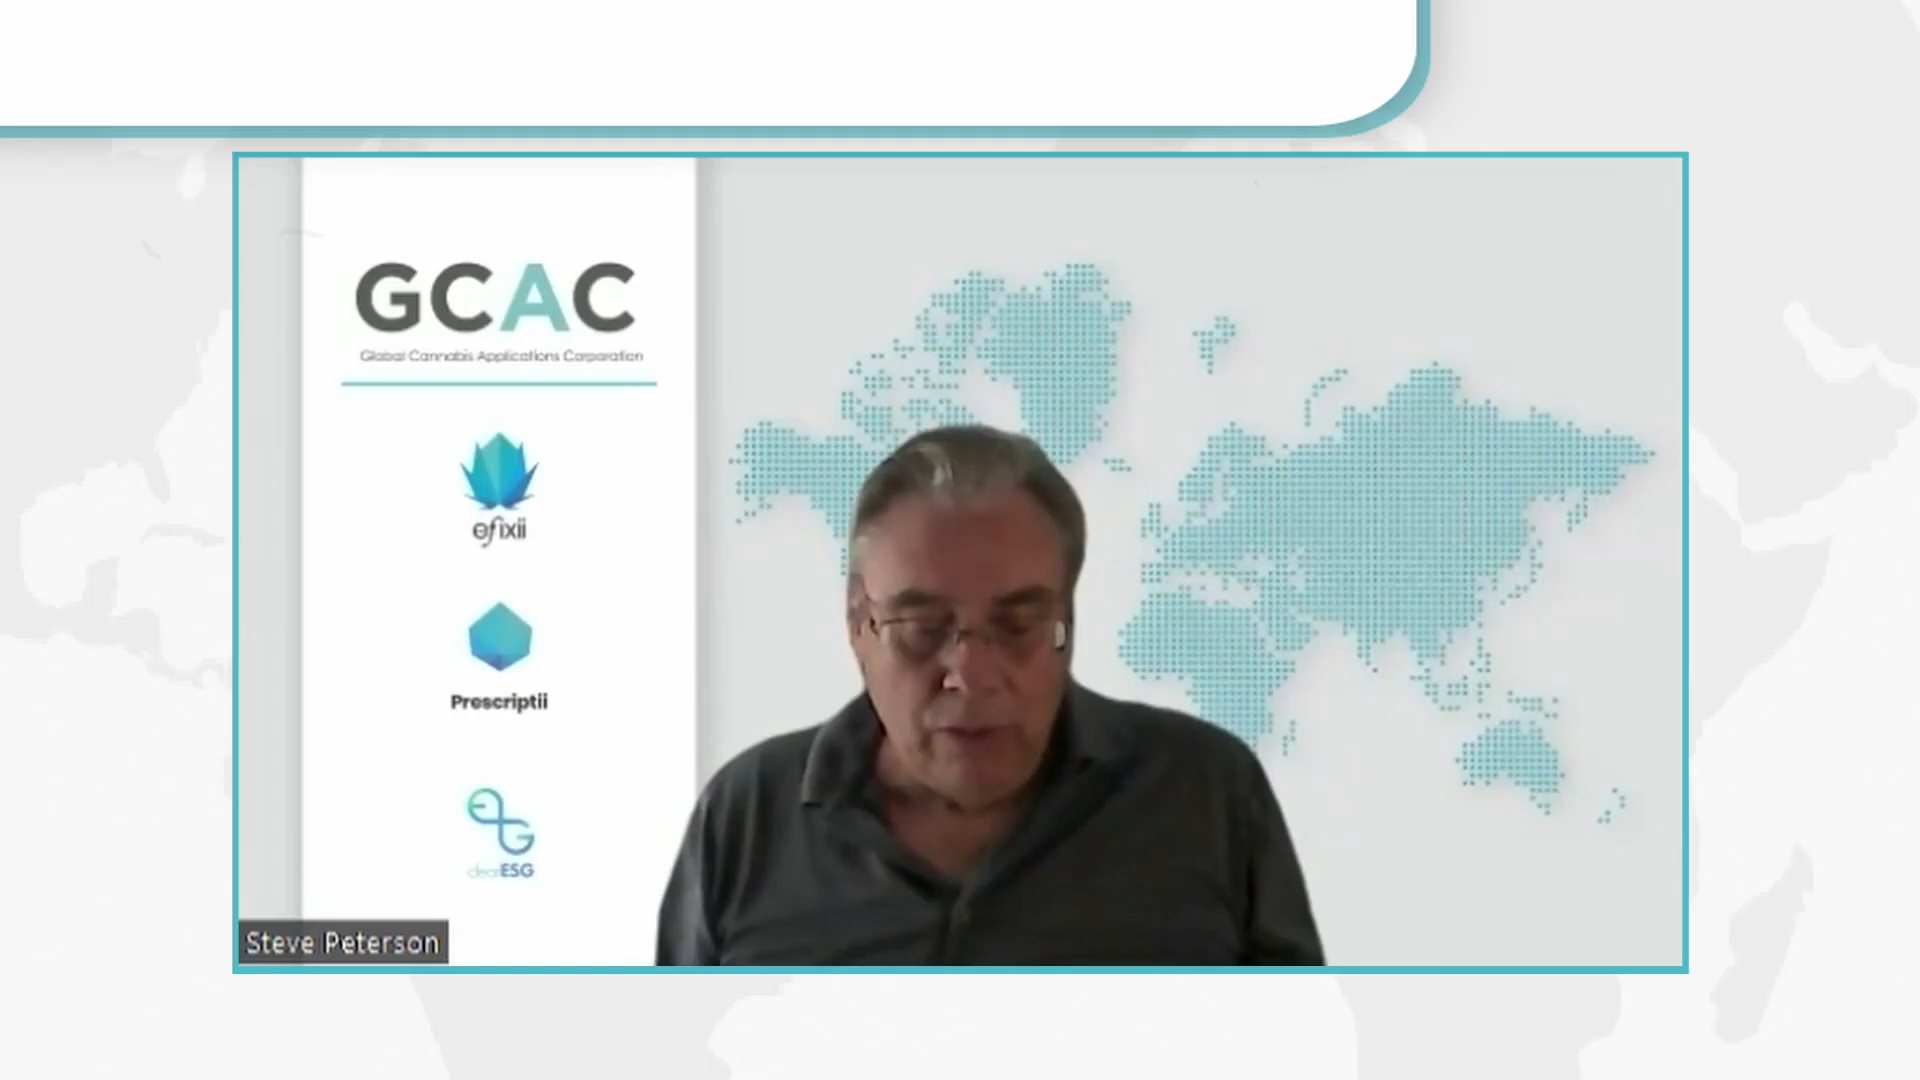 GCAC
Global Cannabis Applications Corporation
efixii
Prescriptii
clearESG
Steve Peterson